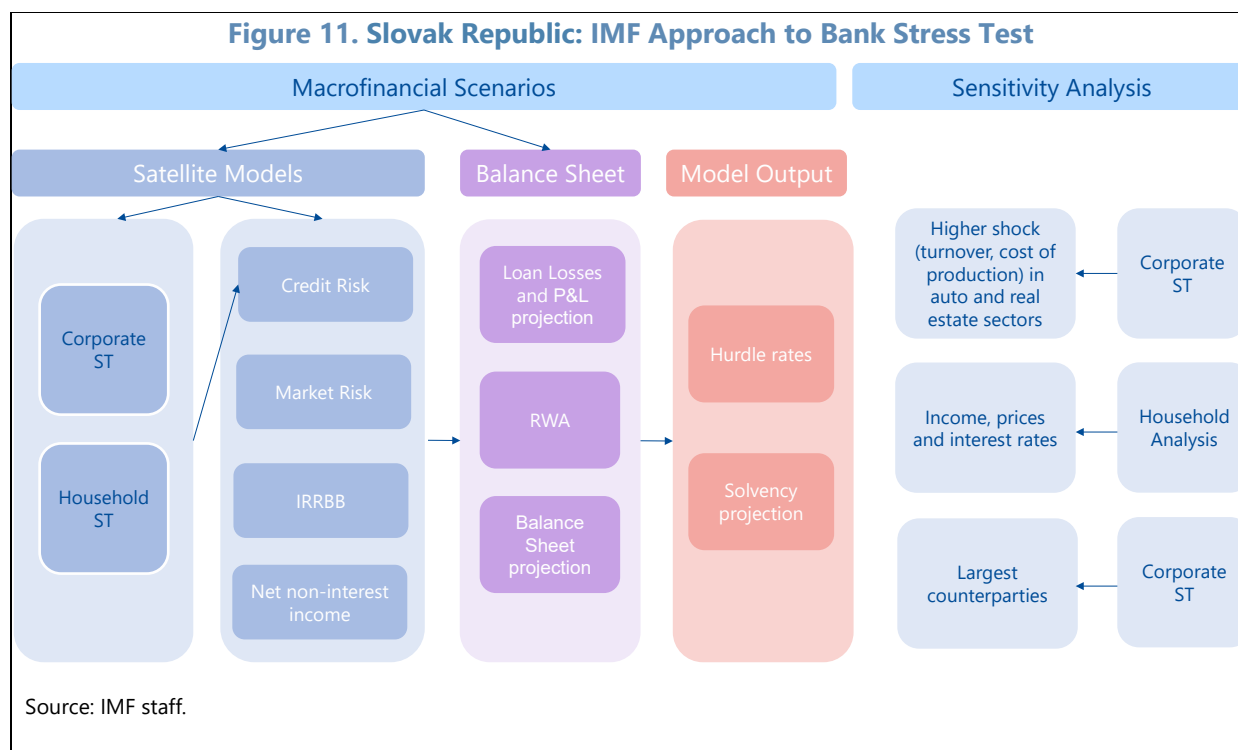 Figure 11. Slovak Republic: IMF Approach to Bank Stress Test
Macrofinancial Scenarios
Sensitivity Analysis
Satellite Models
Balance Sheet
Model Output
Corporate
ST
Household
ST
Credit Risk
Market Risk
IRRBB
Net non-interest
income
Loan Losses
and P&L
projection
RWA
Balance
Sheet
projection
Hurdle rates
Solvency
projection
Higher shock
(turnover, cost of
production) in
auto and real
estate sectors
Corporate
ST
Income, prices
and interest rates
Household
Analysis
Largest
counterparties
Corporate
ST
Source: IMF staff.